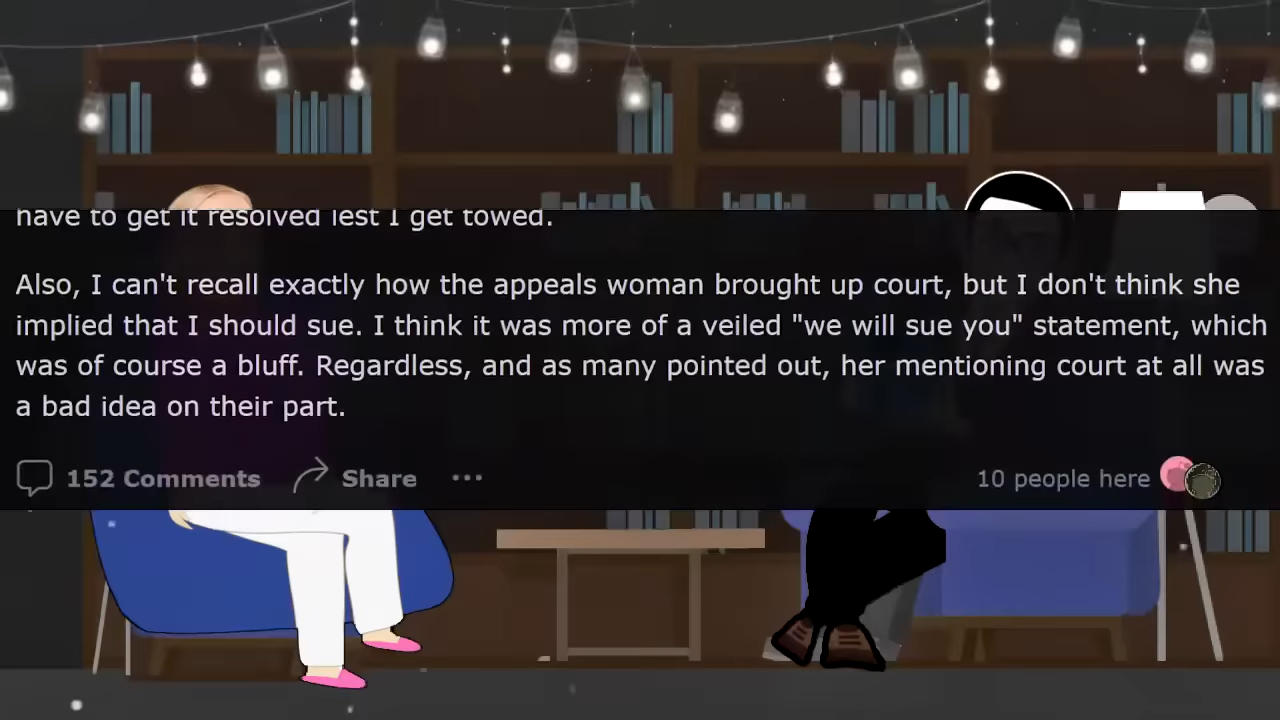 have to get it resolved lest I get towed.
Also, I can't recall exactly how the appeals woman brought up court, but I don't think she
implied that I should sue. I think it was more of a veiled "we will sue you" statement, which
was of course a bluff. Regardless, and as many pointed out, her mentioning court at all was
a bad idea on their part.
152 Comments Share ••• 10 people here